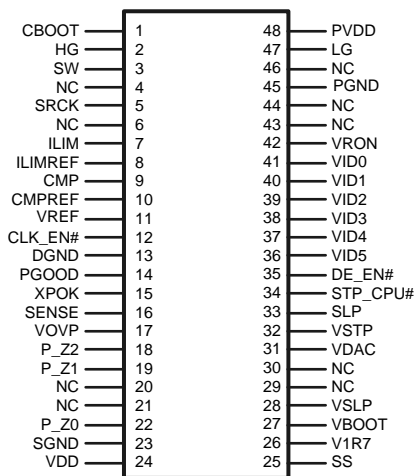 CBOOT 1 48 PVDD
HG 2 47 LG
SW 3 46 NC
NC 4 45 PGND
SRCK 5 44 NC
NC 6 43 NC
ILIM 7 42 VRON
ILIMREF 8 41 VID0
CMP 9 40 VID1
CMPREF 10 39 VID2
VREF 11 38 VID3
CLK_EN# 12 37 VID4
DGND 13 36 VID5
PGOOD 14 35 DE_EN#
XPOK 15 34 STP_CPU#
SENSE 16 33 SLP
VOVP 17 32 VSTP
P_Z2 18 31 VDAC
P_Z1 19 30 NC
NC 20 29 NC
NC 21 28 VSLP
P_Z0 22 27 VBOOT
SGND 23 26 V1R7
VDD 24 25 SS